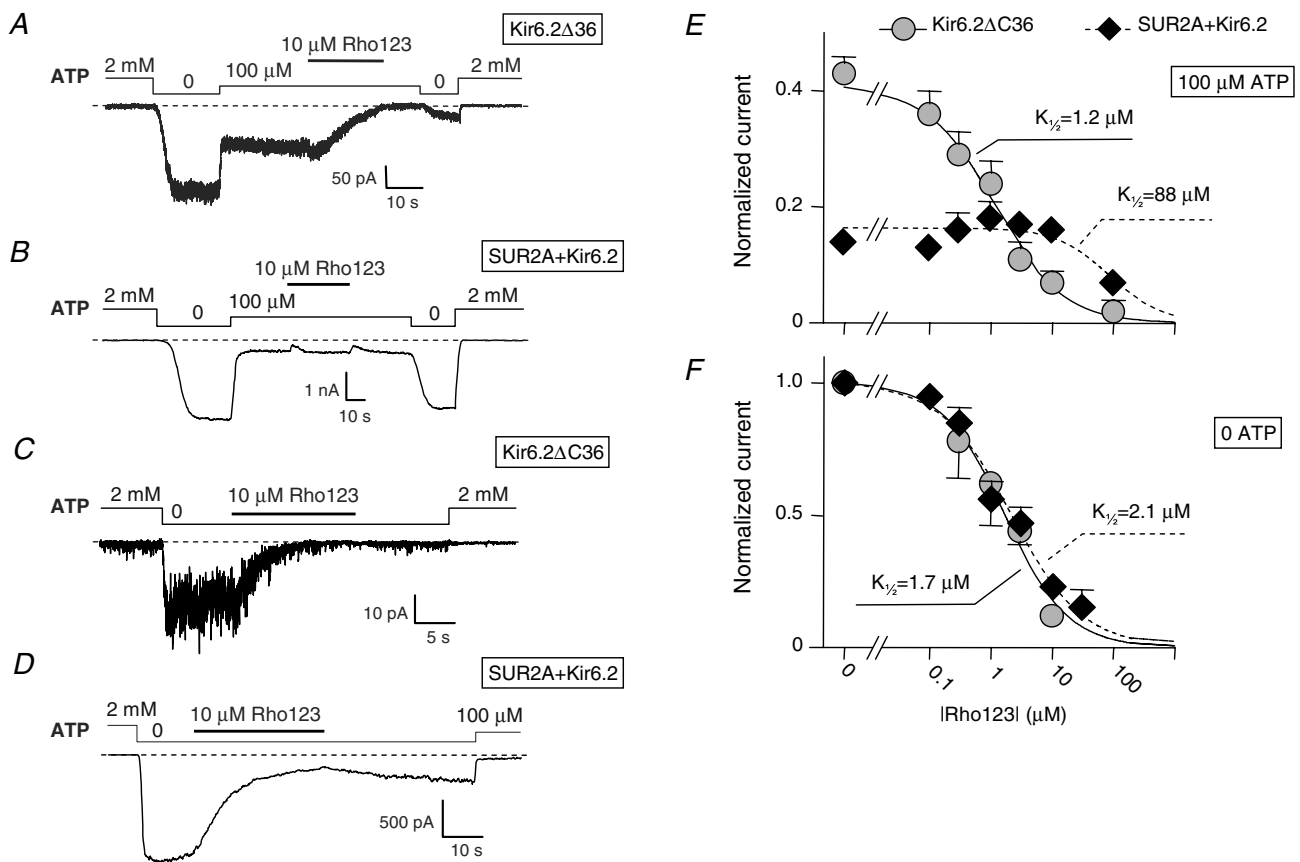 A
Kir6.2Δ36
10 µM Rho123
ATP 2 mM 0 100 µM 0 2 mM
50 pA
10 s
B
SUR2A+Kir6.2
10 µM Rho123
ATP 2 mM 0 100 µM 0 2 mM
1 nA
10 s
C
Kir6.2ΔC36
ATP 2 mM 0 10 µM Rho123 2 mM
10 pA
5 s
D
SUR2A+Kir6.2
ATP 2 mM 0 10 µM Rho123 100 µM
500 pA
10 s
E
Kir6.2ΔC36 SUR2A+Kir6.2
100 µM ATP
Normalized current
0.4
0.2
0
K½=1.2 µM
K½=88 µM
F
0 ATP
Normalized current
1.0
0.5
0
K½=2.1 µM
K½=1.7 µM
0 0.1 1 10 100
|Rho123| (µM)